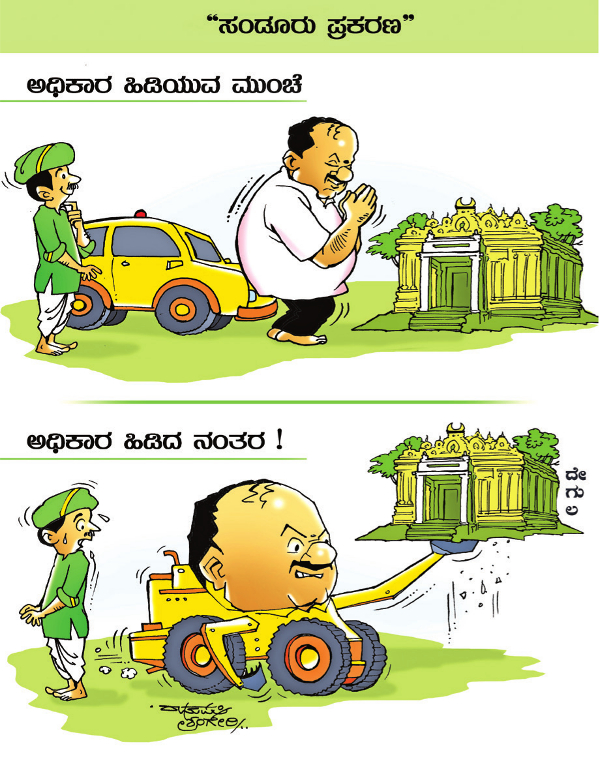 “ಸಂಡೂರು ಪ್ರಕರಣ”
ಅಧಿಕಾರ ಹಿಡಿಯುವ ಮುಂಚೆ
ಅಧಿಕಾರ ಹಿಡಿದ ನಂತರ !
ದೇಗುಲ